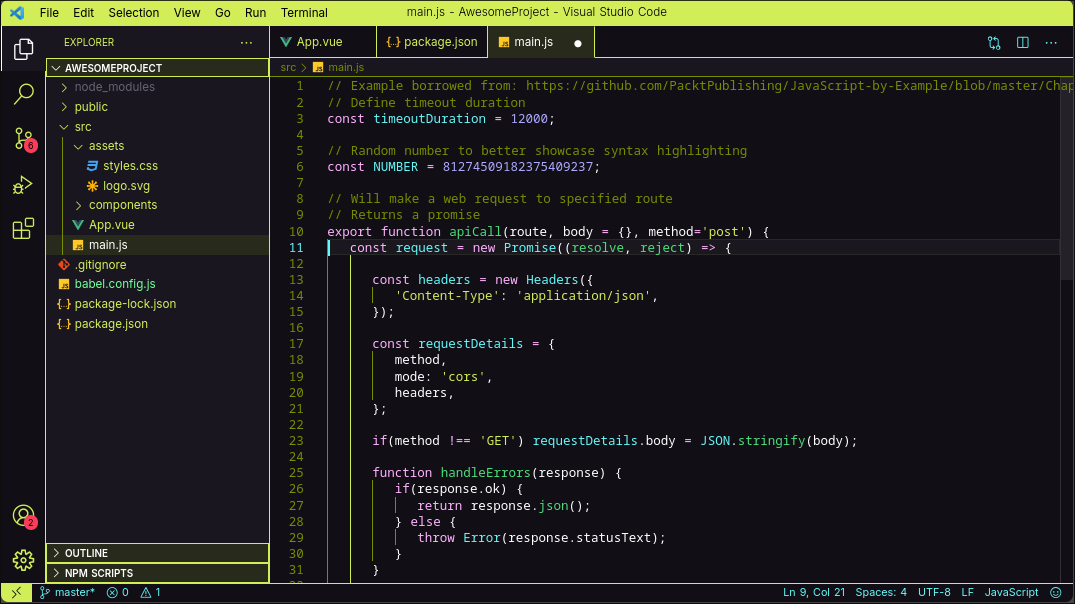 File Edit Selection View Go Run Terminal
main.js - AwesomeProject - Visual Studio Code
EXPLORER ···
AWESOMEPROJECT
node_modules
public
src
assets
styles.css
logo.svg
components
App.vue
main.js
.gitignore
babel.config.js
{..} package-lock.json
{..} package.json
OUTLINE
NPM SCRIPTS
6
2
App.vue {..} package.json JS main.js ●
src > JS main.js
1 // Example borrowed from: https://github.com/PacktPublishing/JavaScript-by-Example/blob/master/Chap
2 // Define timeout duration
3 const timeoutDuration = 12000;
4
5 // Random number to better showcase syntax highlighting
6 const NUMBER = 81274509182375409237;
7
8 // Will make a web request to specified route
9 // Returns a promise
10 export function apiCall(route, body = {}, method='post') {
11 const request = new Promise((resolve, reject) => {
12
13 const headers = new Headers({
14 'Content-Type': 'application/json',
15 });
16
17 const requestDetails = {
18 method,
19 mode: 'cors',
20 headers,
21 };
22
23 if(method !== 'GET') requestDetails.body = JSON.stringify(body);
24
25 function handleErrors(response) {
26 if(response.ok) {
27 return response.json();
28 } else {
29 throw Error(response.statusText);
30 }
31 }
master* 0 1 Ln 9, Col 21 Spaces: 4 UTF-8 LF JavaScript